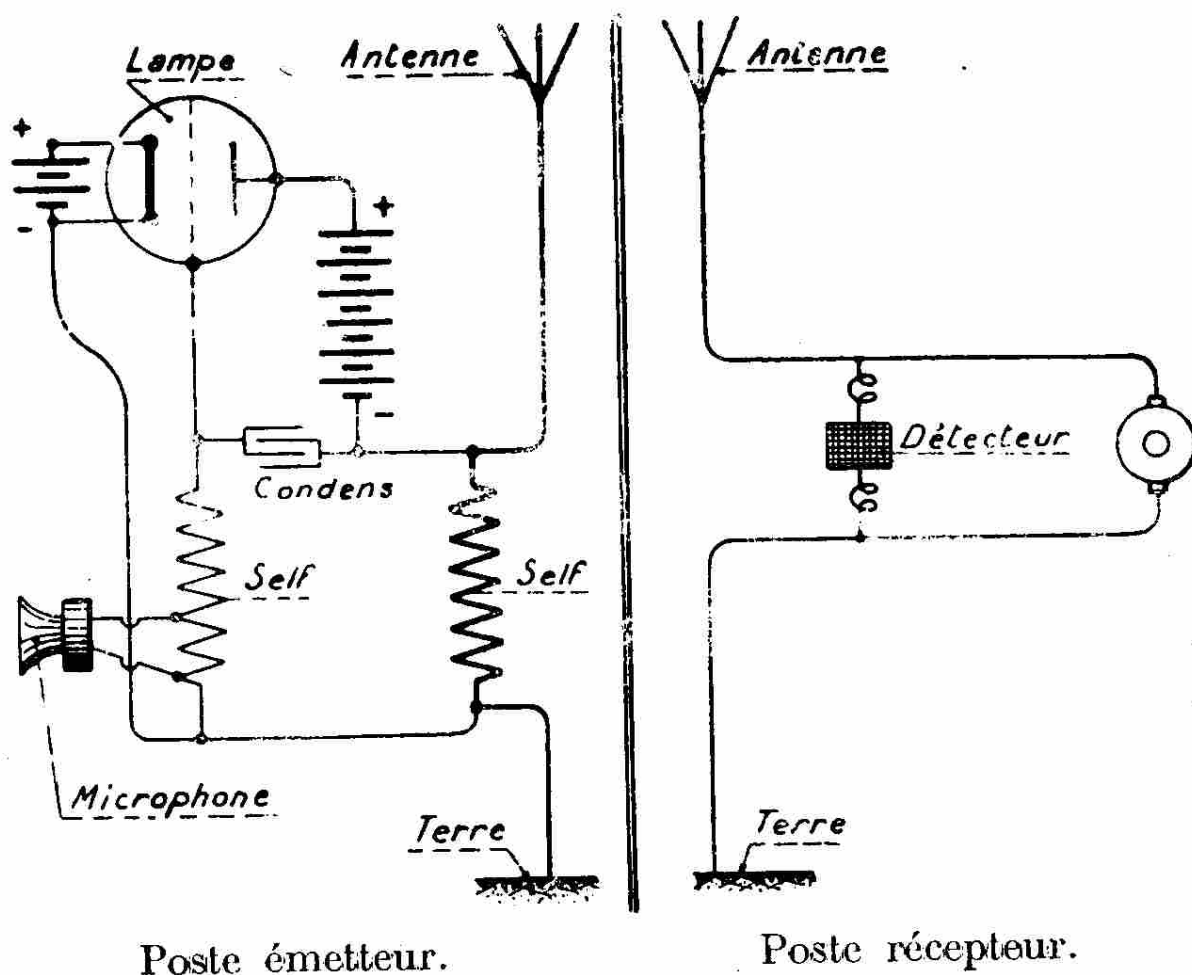 Lampe
Antenne
+
-
+
-
Condens
Self
Self
Microphone
Terre
Poste émetteur.
Antenne
Détecteur
Terre
Poste récepteur.